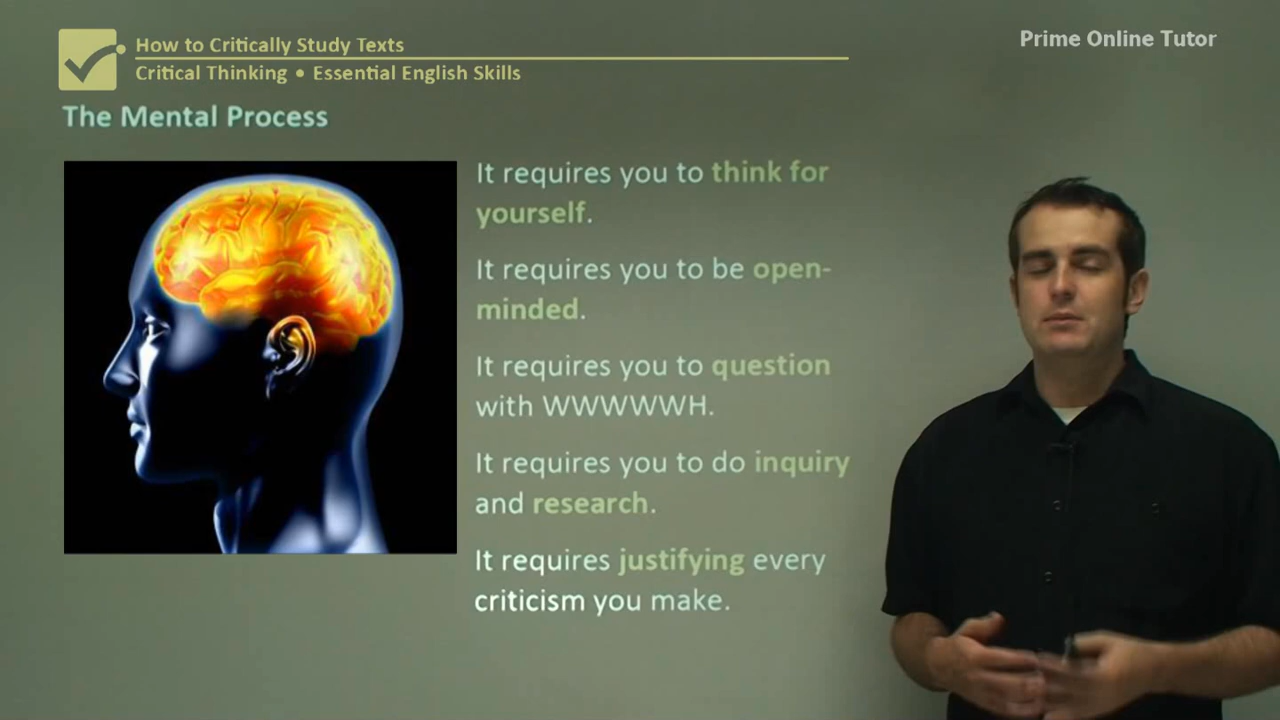 How to Critically Study Texts
Prime Online Tutor
Critical Thinking • Essential English Skills
The Mental Process
It requires you to think for
yourself.
It requires you to be open-
minded.
It requires you to question
with WWWWWH.
It requires you to do inquiry
and research.
It requires justifying every
criticism you make.